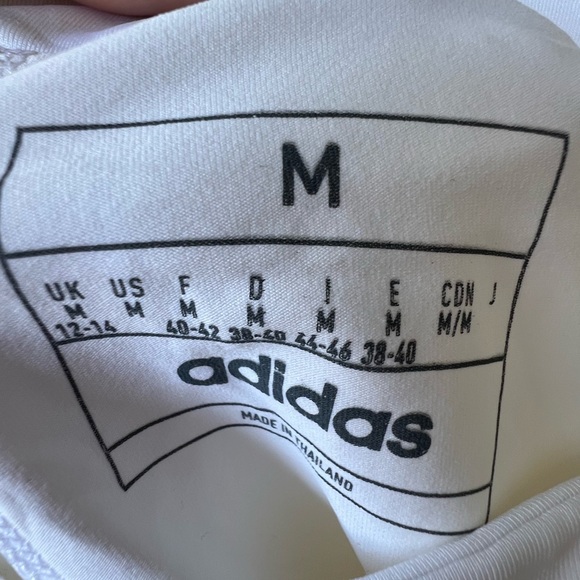 M
UK US F D I E CDN J
M M M M M M M/M
12-14 40-42 38-40 44-46 38-40
adidas
MADE IN THAILAND